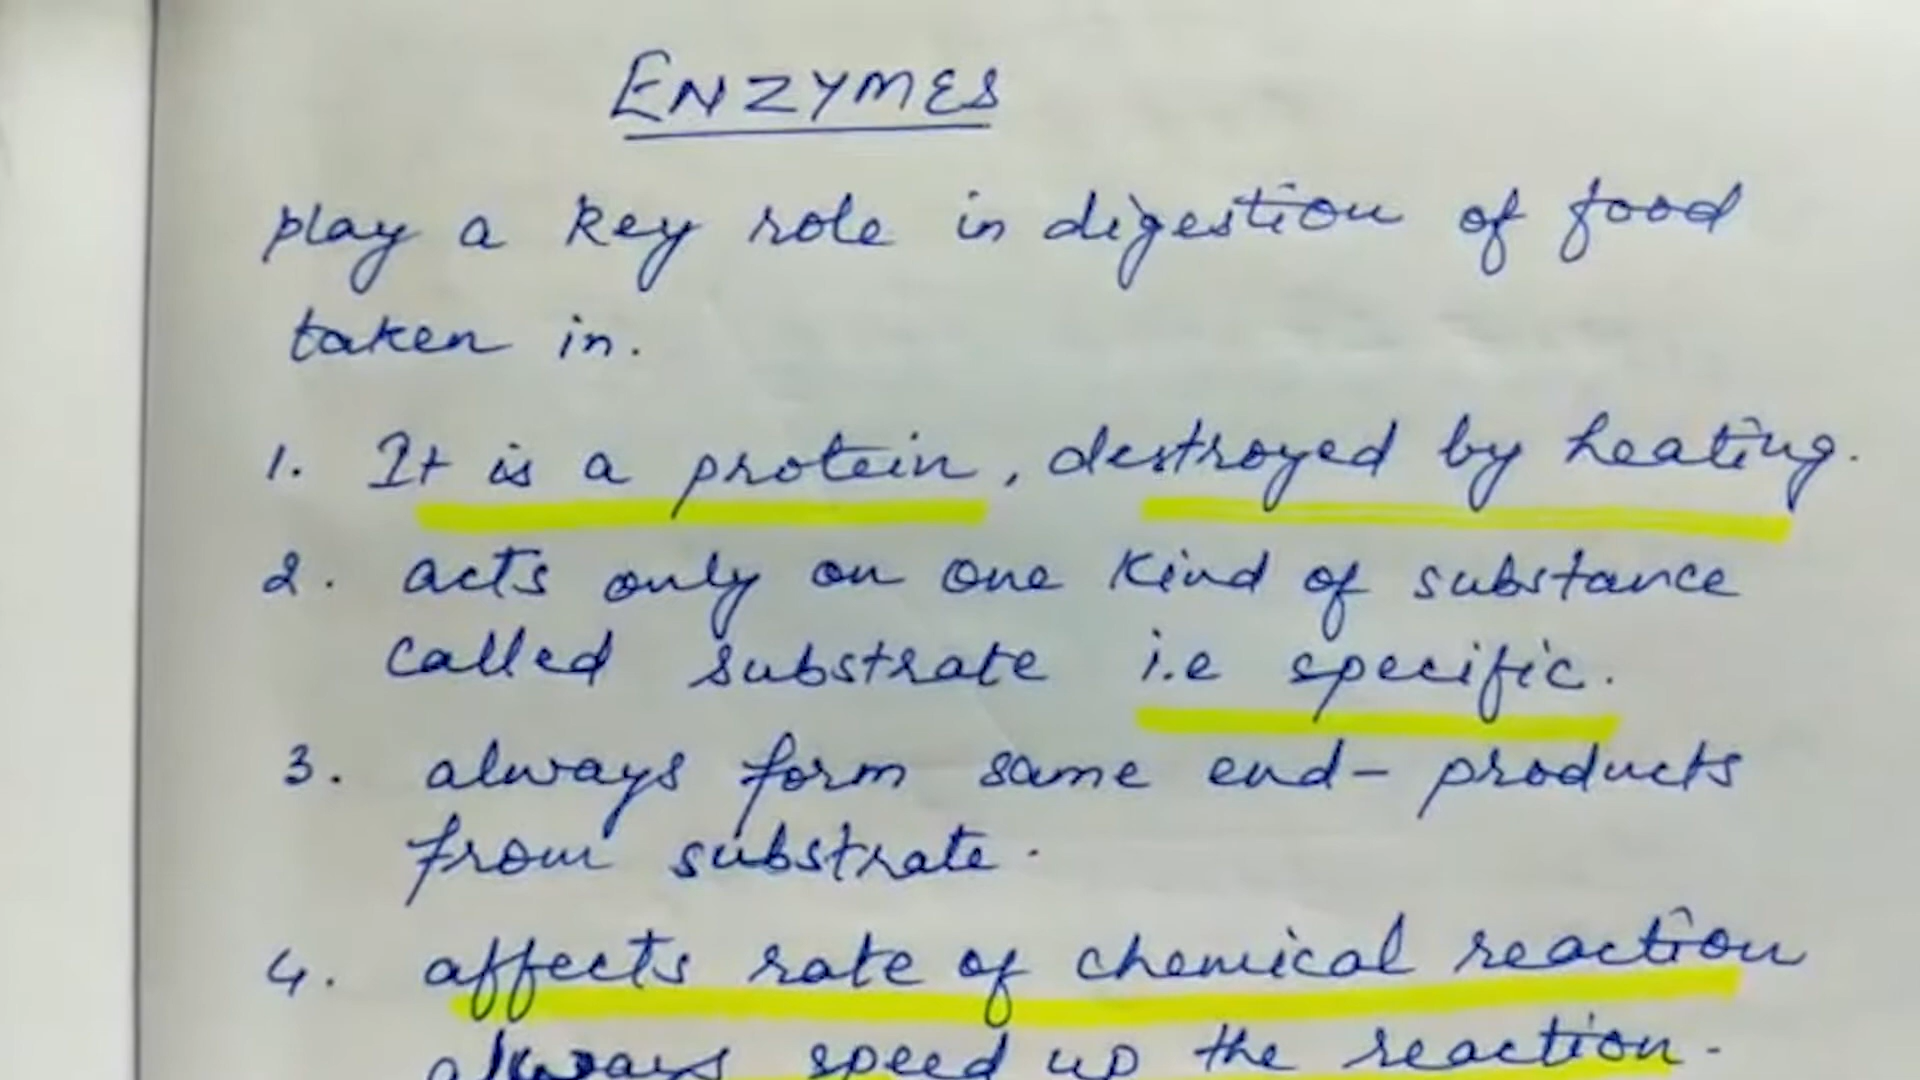 ENZYMES
play a key role in digestion of food
taken in.
1. It is a protein, destroyed by heating.
2. acts only on one kind of substance
called substrate i.e specific.
3. always form same end-products
from substrate.
4. affects rate of chemical reaction
always speed up the reaction.